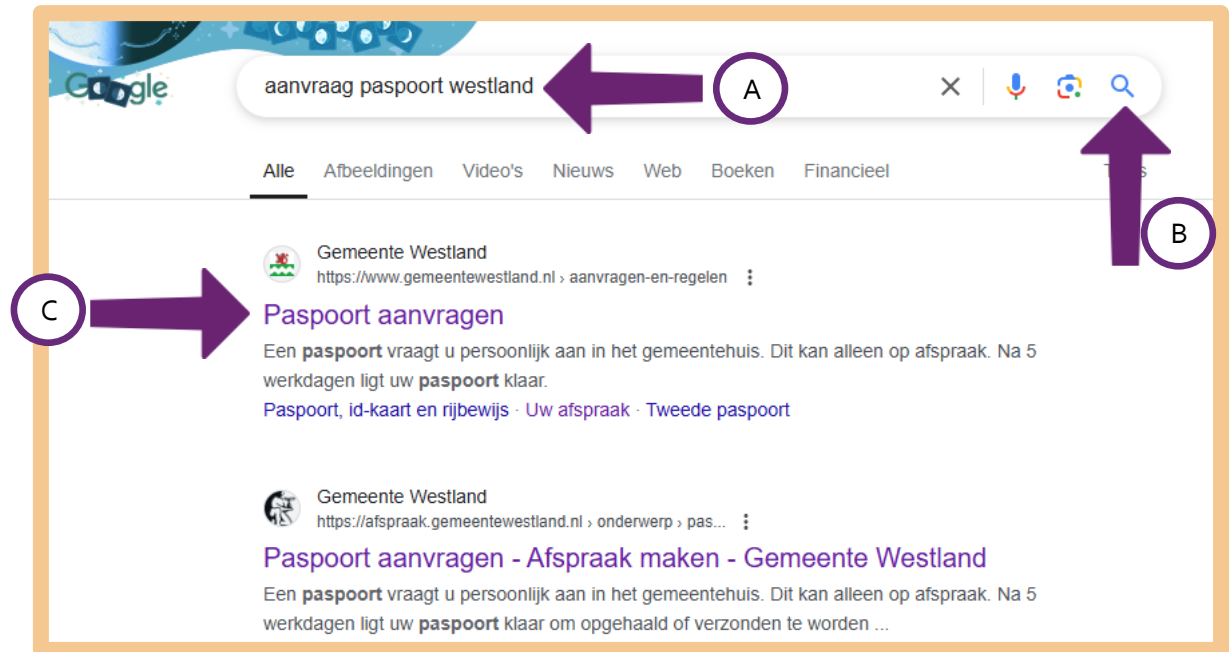 Google
aanvraag paspoort westland
A
Alle Afbeeldingen Video's Nieuws Web Boeken Financieel
B
Gemeente Westland
https://www.gemeentewestland.nl › aanvragen-en-regelen
C
Paspoort aanvragen
Een paspoort vraagt u persoonlijk aan in het gemeentehuis. Dit kan alleen op afspraak. Na 5
werkdagen ligt uw paspoort klaar.
Paspoort, id-kaart en rijbewijs · Uw afspraak · Tweede paspoort
Gemeente Westland
https://afspraak.gemeentewestland.nl › onderwerp › pas...
Paspoort aanvragen - Afspraak maken - Gemeente Westland
Een paspoort vraagt u persoonlijk aan in het gemeentehuis. Dit kan alleen op afspraak. Na 5
werkdagen ligt uw paspoort klaar om opgehaald of verzonden te worden ...